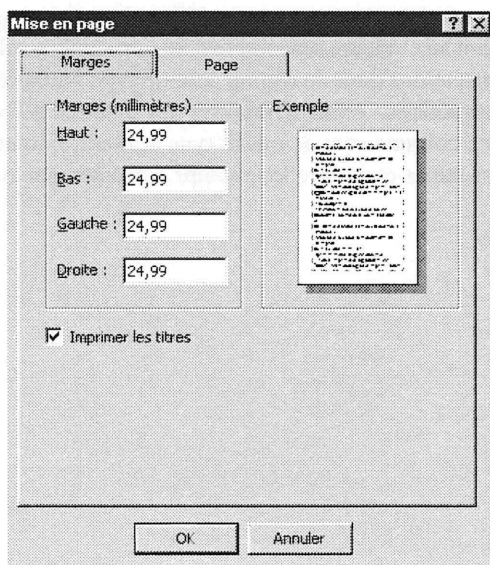 Mise en page
Marges Page
Marges (millimètres) Exemple
Haut : 24,99
Bas : 24,99
Gauche : 24,99
Droite : 24,99
Imprimer les titres
OK Annuler